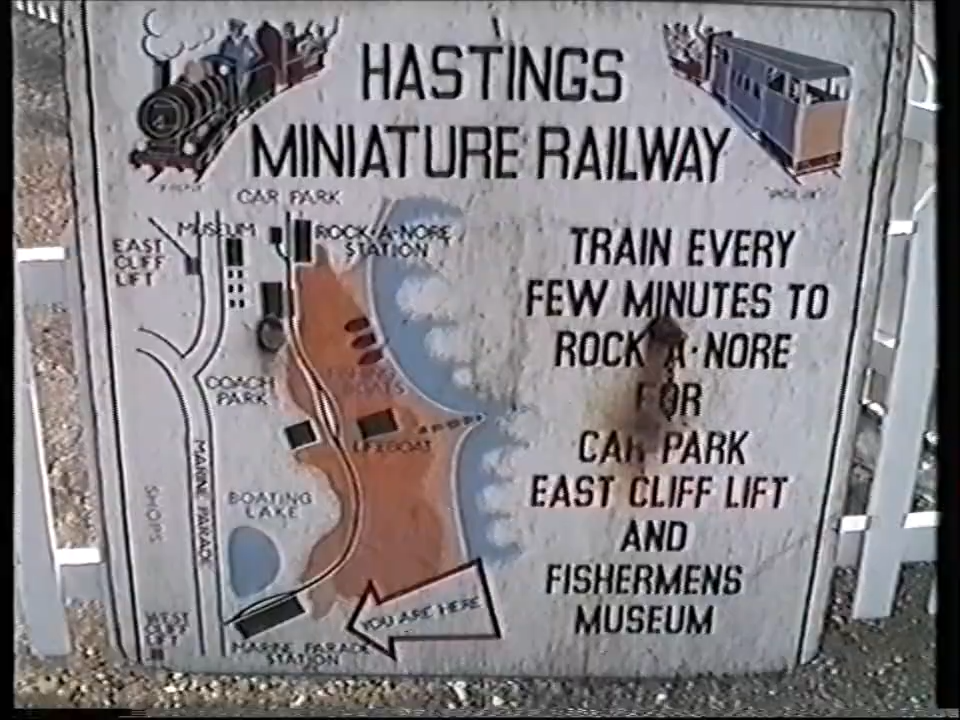 HASTINGS
MINIATURE RAILWAY
CAR PARK
MUSEUM
ROCK·A·NORE
STATION
EAST
CLIFF
LIFT
TRAIN EVERY
FEW MINUTES TO
ROCK·A·NORE
FOR
CAR PARK
EAST CLIFF LIFT
AND
FISHERMENS
MUSEUM
COACH
PARK
BOATS
LIFEBOAT
MARINE PARADE
SHOPS
BOATING
LAKE
YOU ARE HERE
WEST
CLIFF
LIFT
MARINE PARADE
STATION